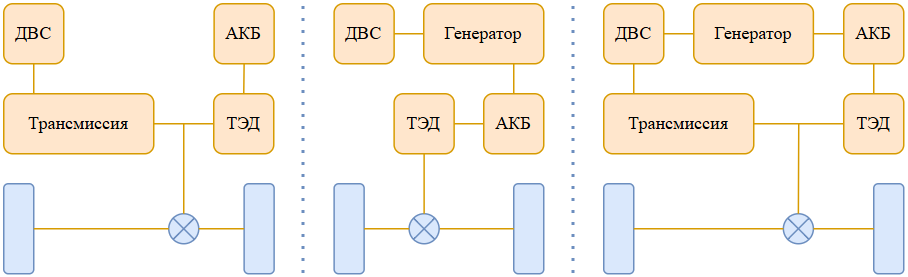 ДВС
АКБ
Трансмиссия
ТЭД
ДВС
Генератор
ТЭД
АКБ
ДВС
Генератор
АКБ
Трансмиссия
ТЭД